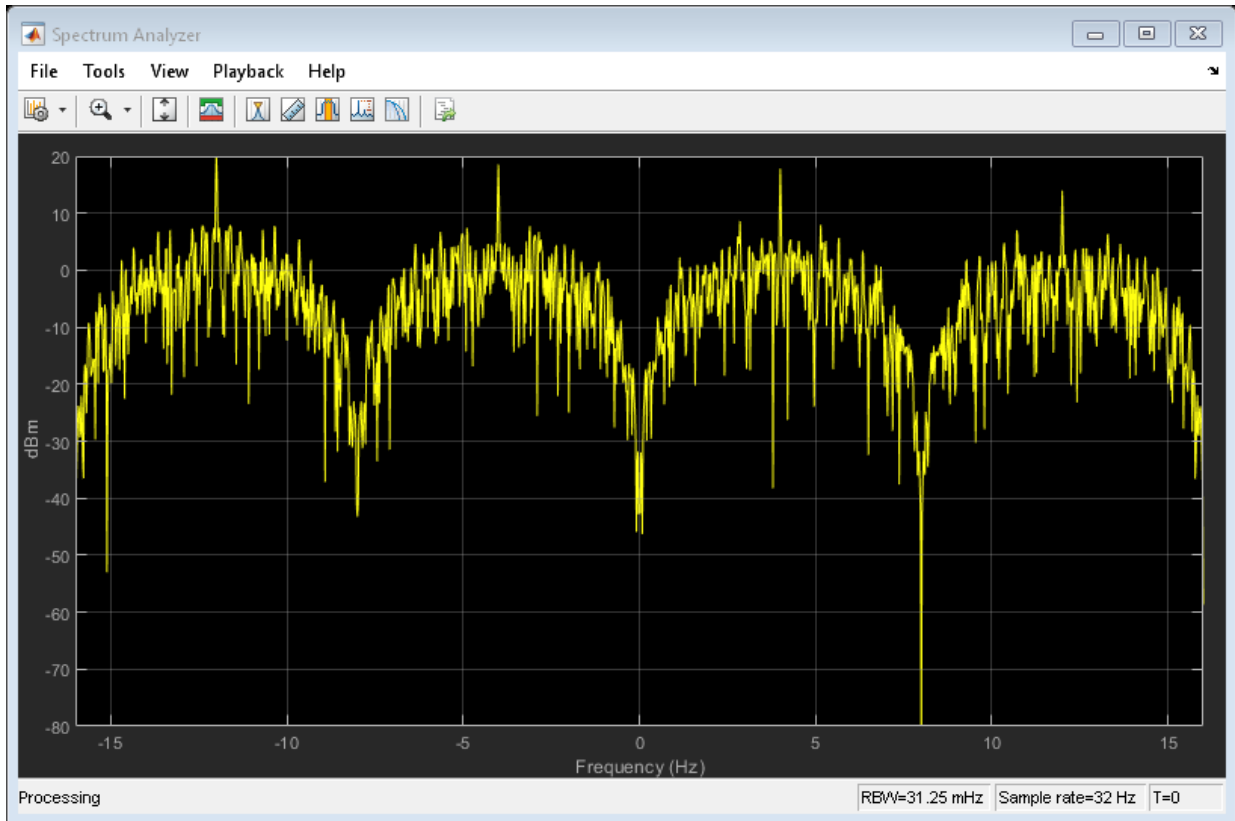 Spectrum Analyzer
File Tools View Playback Help
20
10
0
-10
-20
-30
-40
-50
-60
-70
-80
dBm
-15 -10 -5 0 5 10 15
Frequency (Hz)
Processing RBW=31.25 mHz Sample rate=32 Hz T=0